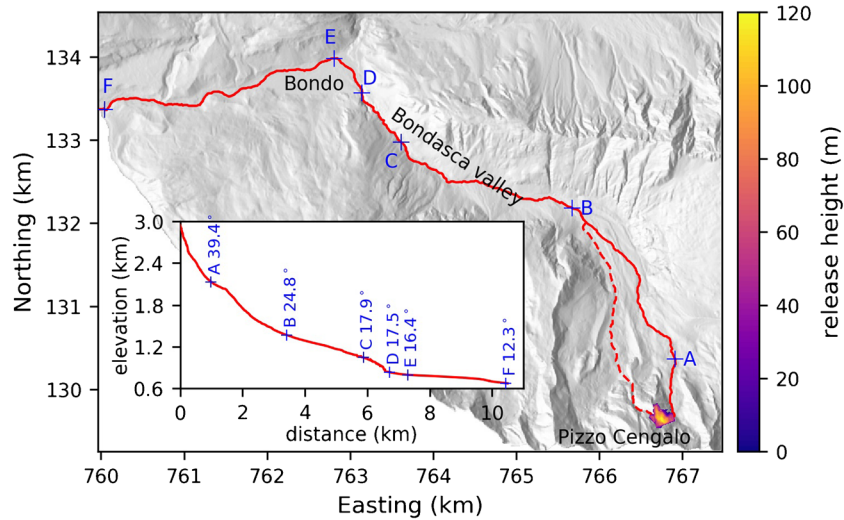 120
134
E
Bondo
D
F
100
133
Bondasca valley
C
80
132
B
3.0
2.4
1.8
1.2
0.6
elevation (km)
A 39.4°
B 24.8°
C 17.9°
D 17.5°
E 16.4°
F 12.3°
0 2 4 6 8 10
distance (km)
60
131
40
130
A
20
Pizzo Cengalo
0
760 761 762 763 764 765 766 767
Easting (km)
Northing (km)
release height (m)